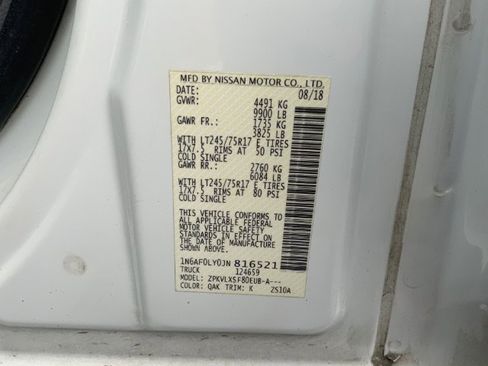 MFD BY NISSAN MOTOR CO., LTD.
DATE: 08/18
GVWR: 4491 KG
9900 LB
GAWR FR.: 1735 KG
3825 LB
WITH LT245/75R17 E TIRES
17X7.5 RIMS AT 50 PSI
COLD SINGLE
GAWR RR.: 2760 KG
6084 LB
WITH LT245/75R17 E TIRES
17X7.5 RIMS AT 80 PSI
COLD SINGLE
THIS VEHICLE CONFORMS TO
ALL APPLICABLE FEDERAL
MOTOR VEHICLE SAFETY
STANDARDS IN EFFECT ON
THE DATE OF MANUFACTURE
SHOWN ABOVE.
1N6AF0LY0JN816521
TRUCK 124659
MODEL: ZPKVLXSF80EUB-A---
COLOR: QAK TRIM: K ZS10A